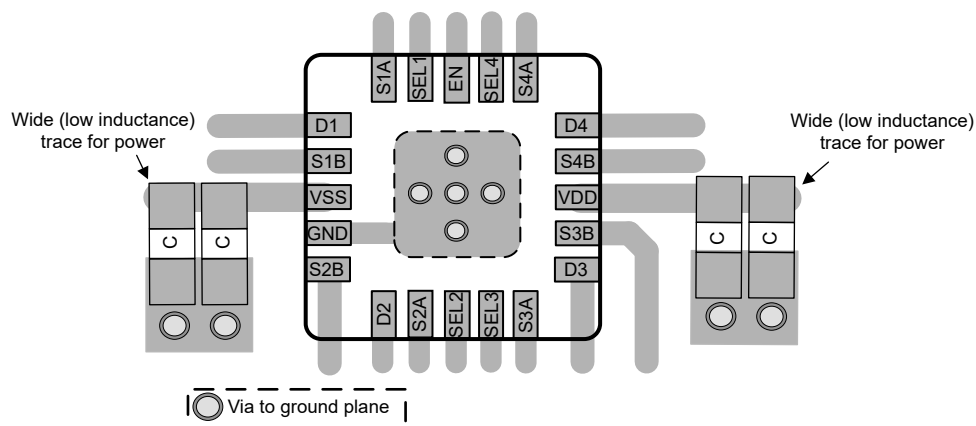 S1A
SEL1
EN
SEL4
S4A
Wide (low inductance)
trace for power
D1
S1B
VSS
GND
S2B
D4
S4B
VDD
S3B
D3
Wide (low inductance)
trace for power
C
C
C
C
D2
S2A
SEL2
SEL3
S3A
Via to ground plane